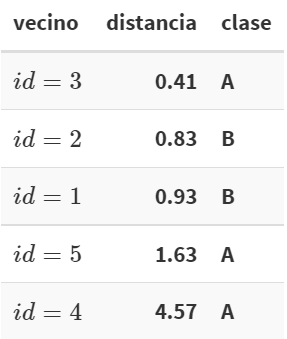 vecino distancia clase
id = 3 0.41 A
id = 2 0.83 B
id = 1 0.93 B
id = 5 1.63 A
id = 4 4.57 A